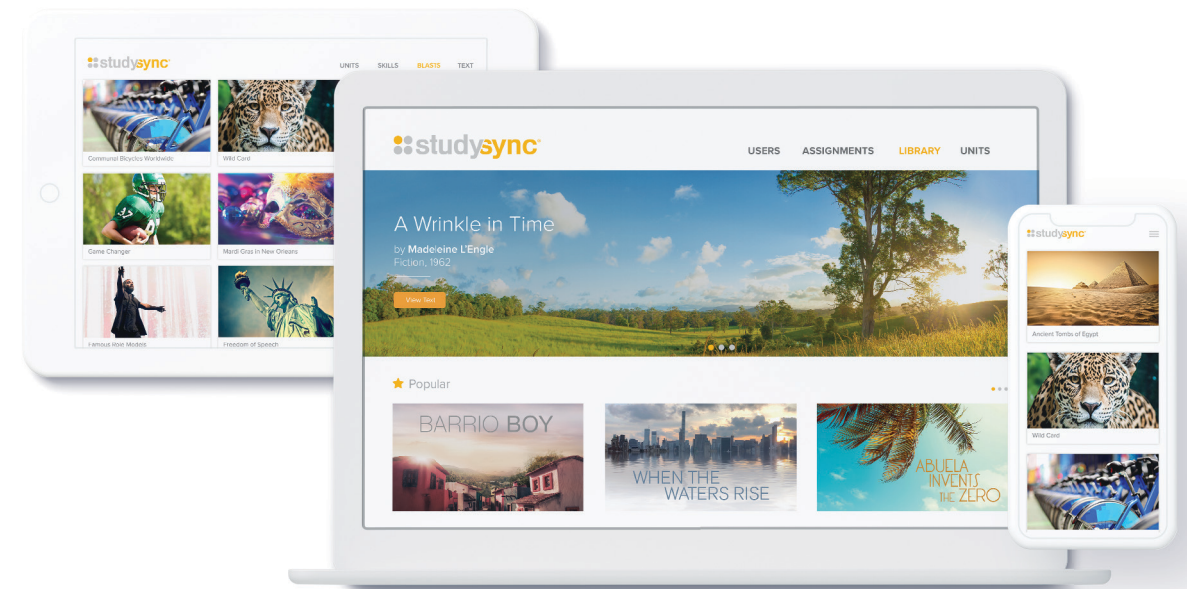 studysync®
UNITS SKILLS BLASTS TEXT
Communal Bicycles Worldwide
Wild Card
Game Changer
Mardi Gras in New Orleans
37
Famous Role Models
Freedom of Speech
studysync®
USERS ASSIGNMENTS LIBRARY UNITS
A Wrinkle in Time
by Madeleine L'Engle
Fiction, 1962
View Text
Popular
BARRIO BOY
WHEN THE
WATERS RISE
ABUELA
INVENTS
THE ZERO
studysync®
Ancient Tombs of Egypt
Wild Card